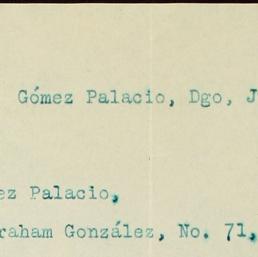 Gómez Palacio, Dgo, J
ez Palacio,
raham González, No. 71,